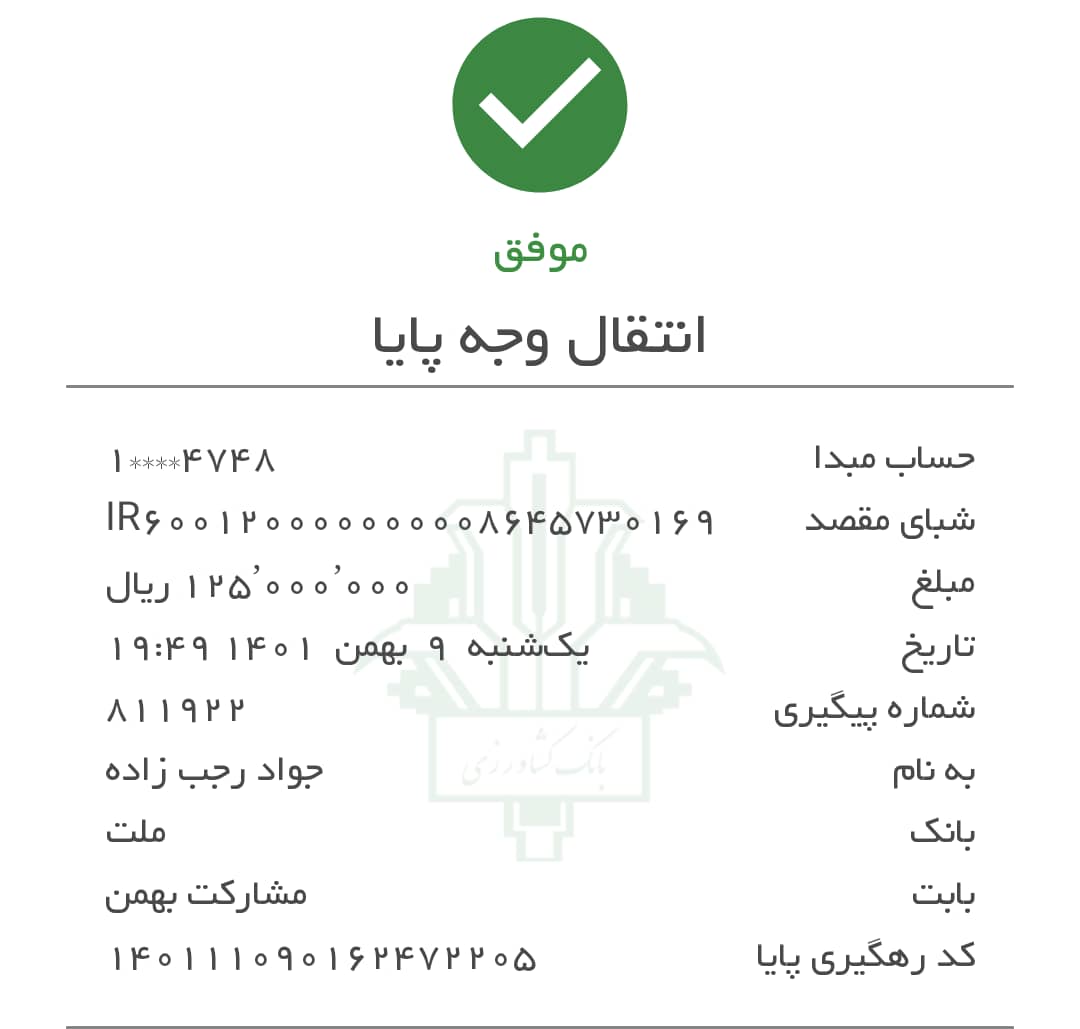 موفق
انتقال وجه پایا
حساب مبدا ۱****۴۷۴۸
شبای مقصد IR۶۰۰۱۲۰۰۰۰۰۰۰۰۰۸۶۴۵۷۳۰۱۶۹
مبلغ ۱۲۵٬۰۰۰٬۰۰۰ ریال
تاریخ یک‌شنبه ۹ بهمن ۱۴۰۱ ۱۹:۴۹
شماره پیگیری ۸۱۱۹۲۲
به نام جواد رجب زاده
بانک ملت
بابت مشارکت بهمن
کد رهگیری پایا ۱۴۰۱۱۱۰۹۰۱۶۲۴۷۲۲۰۵
بانک کشاورزی